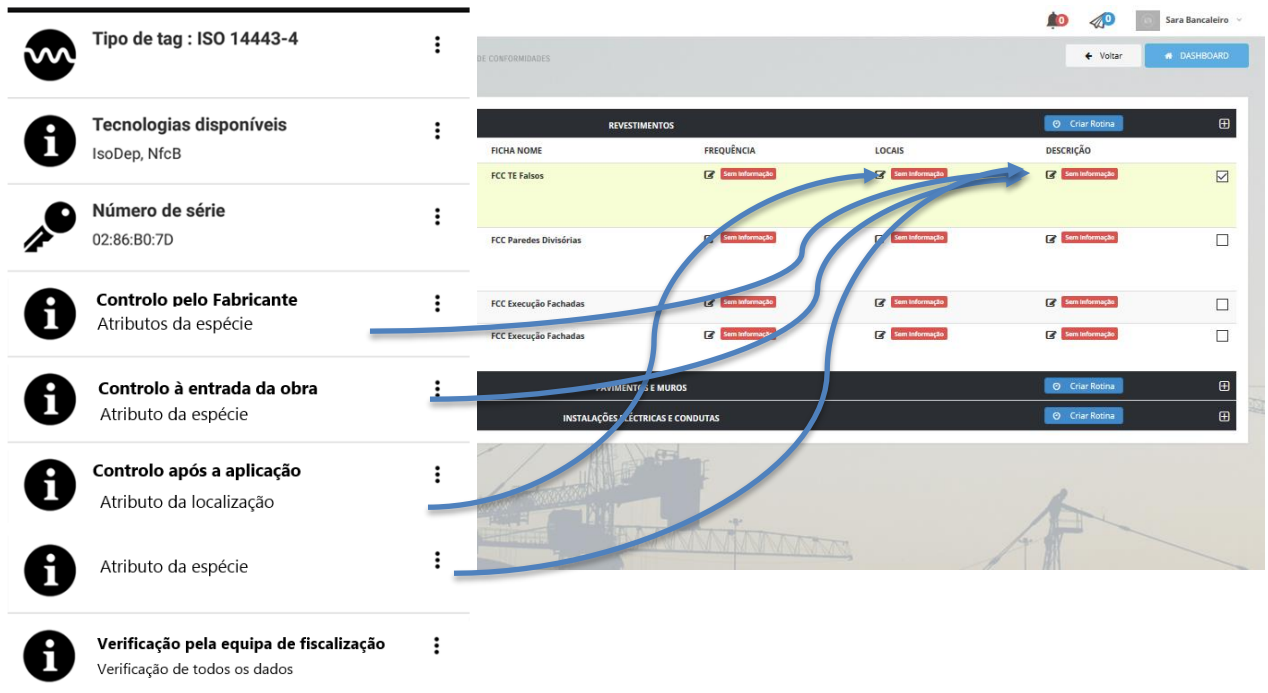 Tipo de tag : ISO 14443-4
Tecnologias disponíveis
IsoDep, NfcB
Número de série
02:86:B0:7D
Controlo pelo Fabricante
Atributos da espécie
Controlo à entrada da obra
Atributo da espécie
Controlo após a aplicação
Atributo da localização
Atributo da espécie
Verificação pela equipa de fiscalização
Verificação de todos os dados
0 0 Sara Bancaleiro
DE CONFORMIDADES Voltar DASHBOARD
REVESTIMENTOS Criar Rotina
FICHA NOME FREQUÊNCIA LOCAIS DESCRIÇÃO
FCC TE Falsos Sem Informação Sem Informação Sem Informação
FCC Paredes Divisórias Sem Informação Sem Informação Sem Informação
FCC Execução Fachadas Sem Informação Sem Informação Sem Informação
FCC Execução Fachadas Sem Informação Sem Informação Sem Informação
PAVIMENTOS E MUROS Criar Rotina
INSTALAÇÕES ELÉCTRICAS E CONDUTAS Criar Rotina